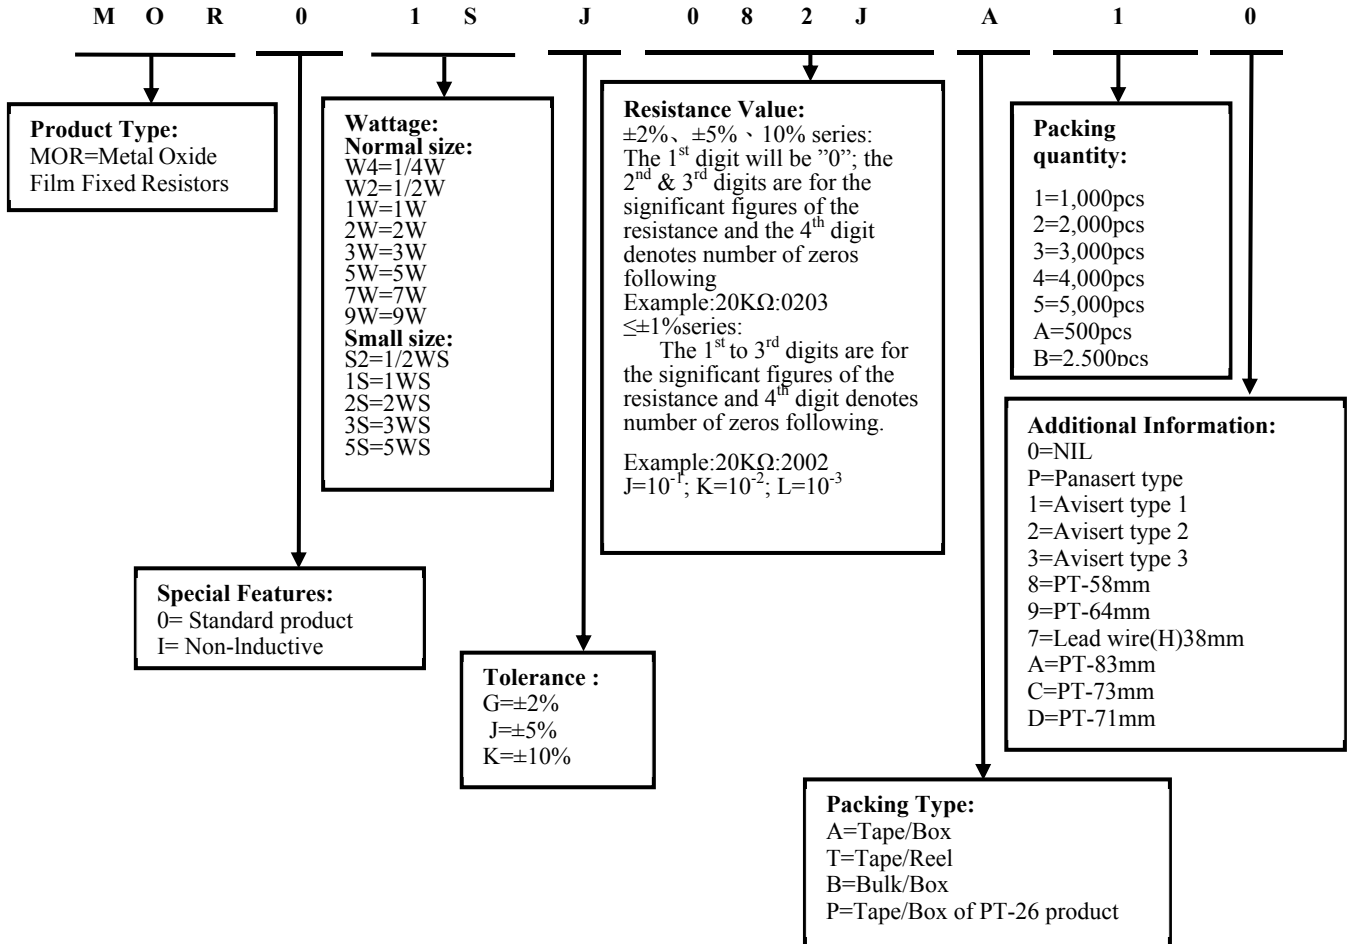 M O R 0 1 S J 0 8 2 J A 1 0
Product Type:
MOR=Metal Oxide
Film Fixed Resistors
Wattage:
Normal size:
W4=1/4W
W2=1/2W
1W=1W
2W=2W
3W=3W
5W=5W
7W=7W
9W=9W
Small size:
S2=1/2WS
1S=1WS
2S=2WS
3S=3WS
5S=5WS
Resistance Value:
±2%、±5%、10% series:
The 1st digit will be ”0”; the
2nd & 3rd digits are for the
significant figures of the
resistance and the 4th digit
denotes number of zeros
following
Example:20KΩ:0203
≤±1%series:
The 1st to 3rd digits are for
the significant figures of the
resistance and 4th digit denotes
number of zeros following.
Example:20KΩ:2002
J=10-1; K=10-2; L=10-3
Packing
quantity:
1=1,000pcs
2=2,000pcs
3=3,000pcs
4=4,000pcs
5=5,000pcs
A=500pcs
B=2.500pcs
Additional Information:
0=NIL
P=Panasert type
1=Avisert type 1
2=Avisert type 2
3=Avisert type 3
8=PT-58mm
9=PT-64mm
7=Lead wire(H)38mm
A=PT-83mm
C=PT-73mm
D=PT-71mm
Special Features:
0= Standard product
I= Non-lnductive
Tolerance :
G=±2%
J=±5%
K=±10%
Packing Type:
A=Tape/Box
T=Tape/Reel
B=Bulk/Box
P=Tape/Box of PT-26 product